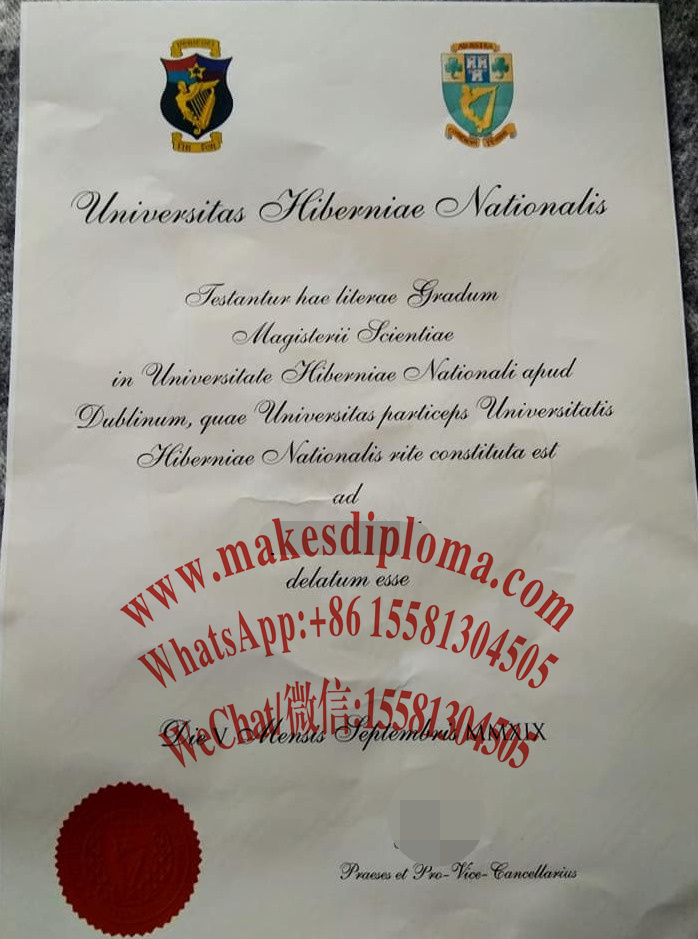 Universitas Hiberniae Nationalis
Testantur hae literae Gradum
Magisterii Scientiae
in Universitate Hiberniae Nationali apud
Dublinum, quae Universitas particeps Universitatis
Hiberniae Nationalis rite constituta est
ad
www.makesdiploma.com
delatum esse
WhatsApp:+86 15581304505
WeChat/微信:15581304505
Die V Mensis Septembris MMXIX
Praeses et Pro-Vice-Cancellarius